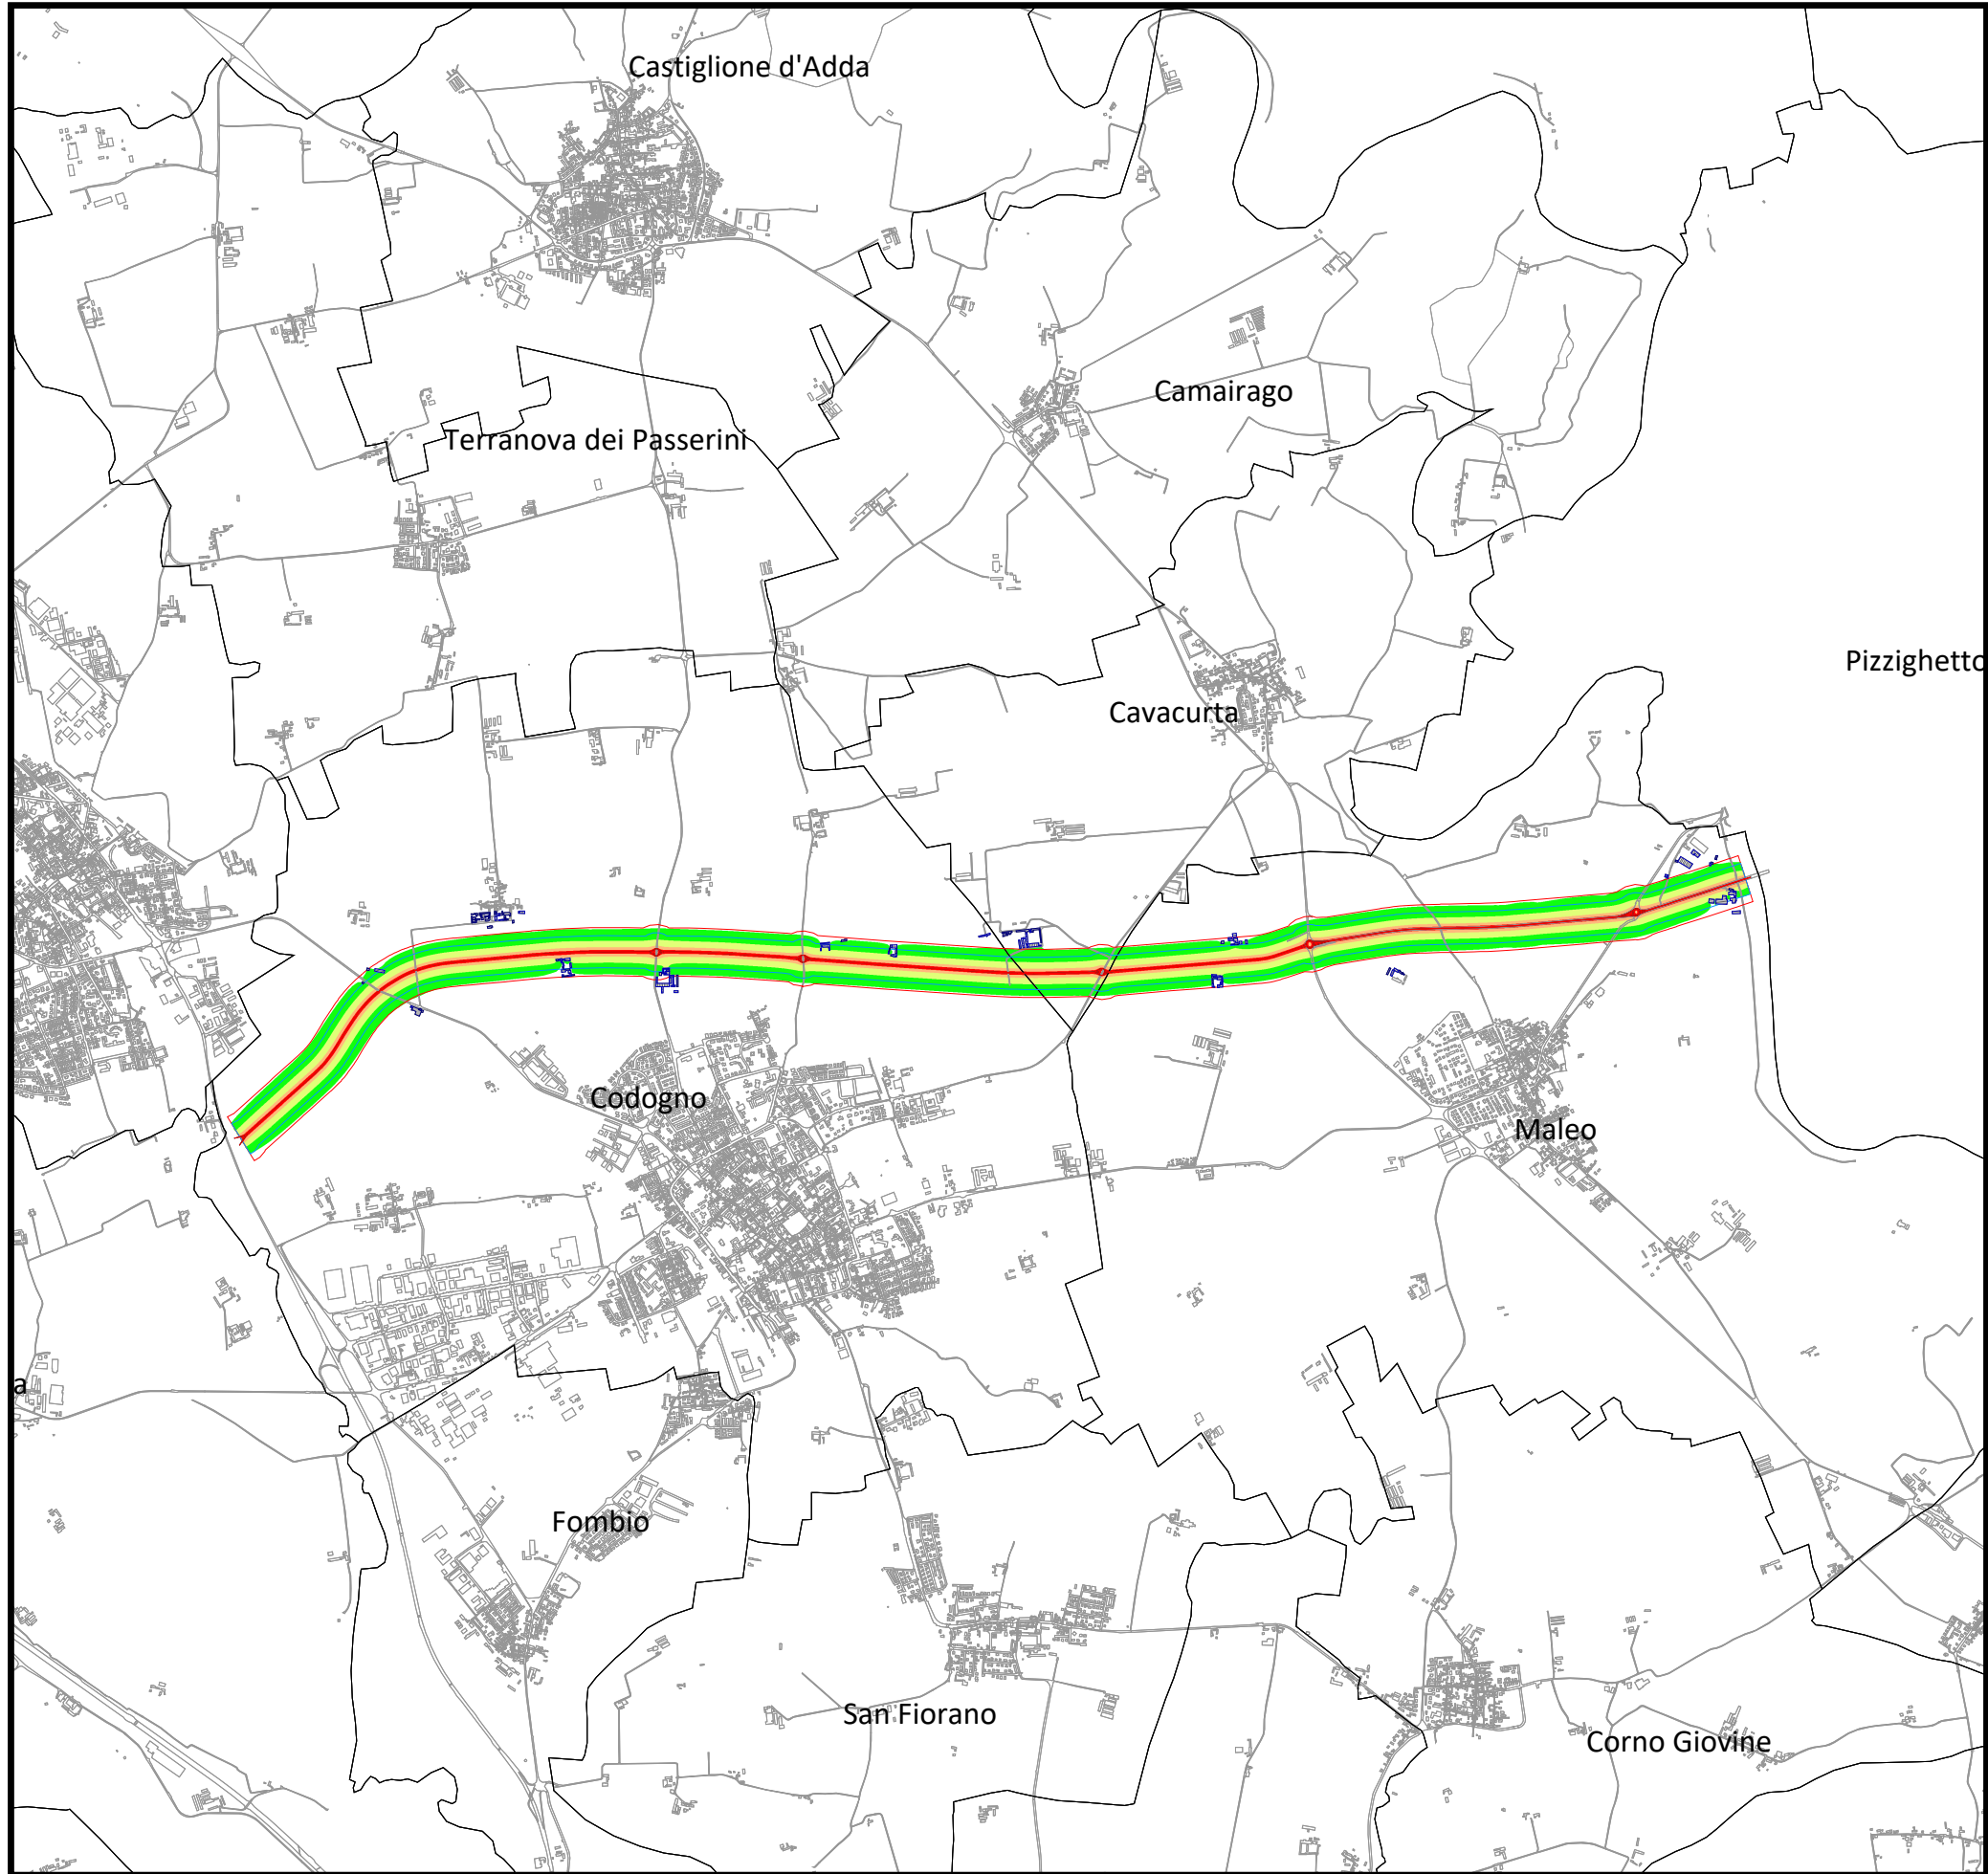 Castiglione d'Adda
Camairago
Terranova dei Passerini
Pizzighetto
Cavacurta
Codogno
Maleo
a
Fombio
San Fiorano
Corno Giovine